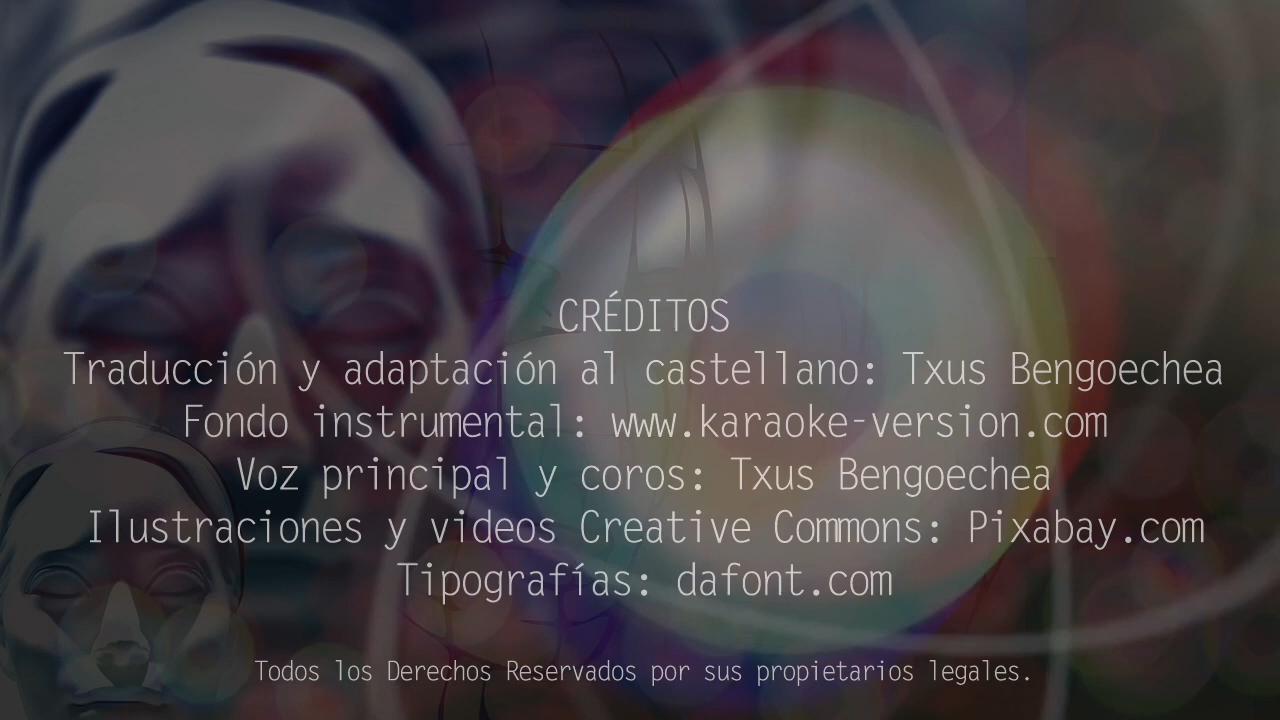 CRÉDITOS
Traducción y adaptación al castellano: Txus Bengoechea
Fondo instrumental: www.karaoke-version.com
Voz principal y coros: Txus Bengoechea
Ilustraciones y videos Creative Commons: Pixabay.com
Tipografías: dafont.com
Todos los Derechos Reservados por sus propietarios legales.